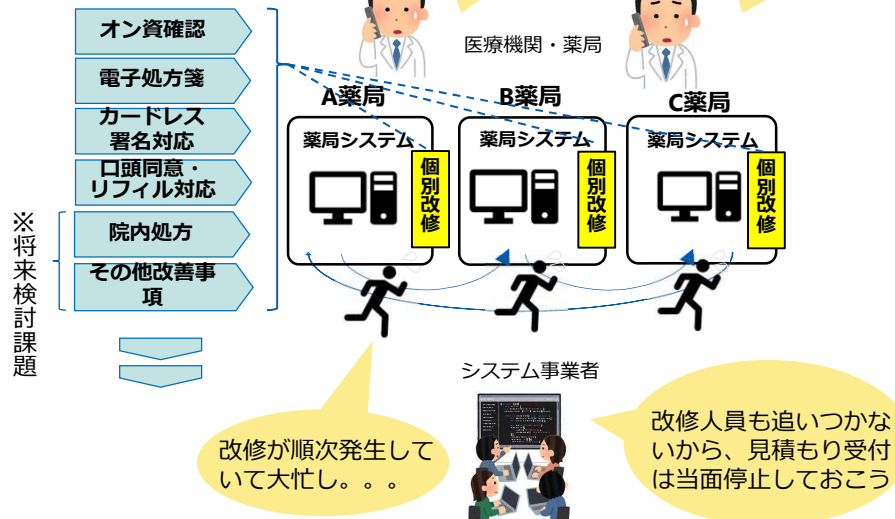 オン資確認
電子処方箋
カードレス
署名対応
口頭同意・
リフィル対応
院内処方
その他改善事
項
※将来検討課題
医療機関・薬局
A薬局
B薬局
C薬局
薬局システム
薬局システム
薬局システム
個別改修
個別改修
個別改修
システム事業者
改修が順次発生して
いて大忙し。。。
改修人員も追いつかな
いから、見積もり受付
は当面停止しておこう